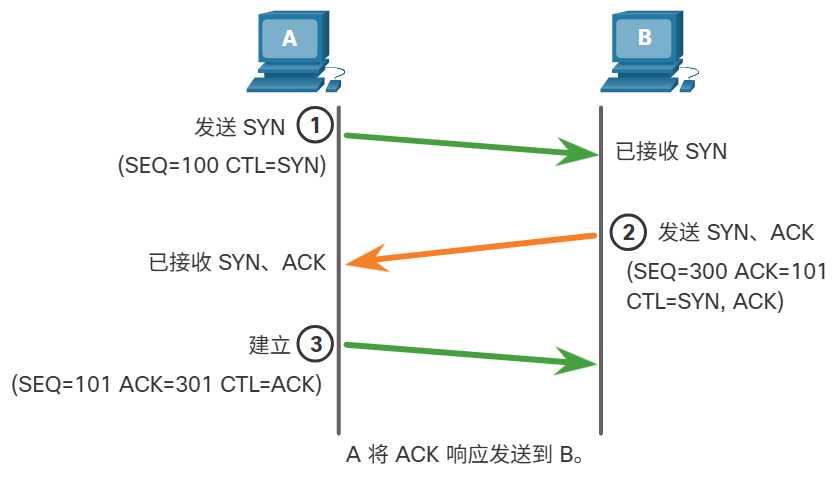 A
B
发送 SYN 1
(SEQ=100 CTL=SYN)
已接收 SYN
2 发送 SYN、ACK
已接收 SYN、ACK
(SEQ=300 ACK=101
CTL=SYN, ACK)
建立 3
(SEQ=101 ACK=301 CTL=ACK)
A 将 ACK 响应发送到 B。